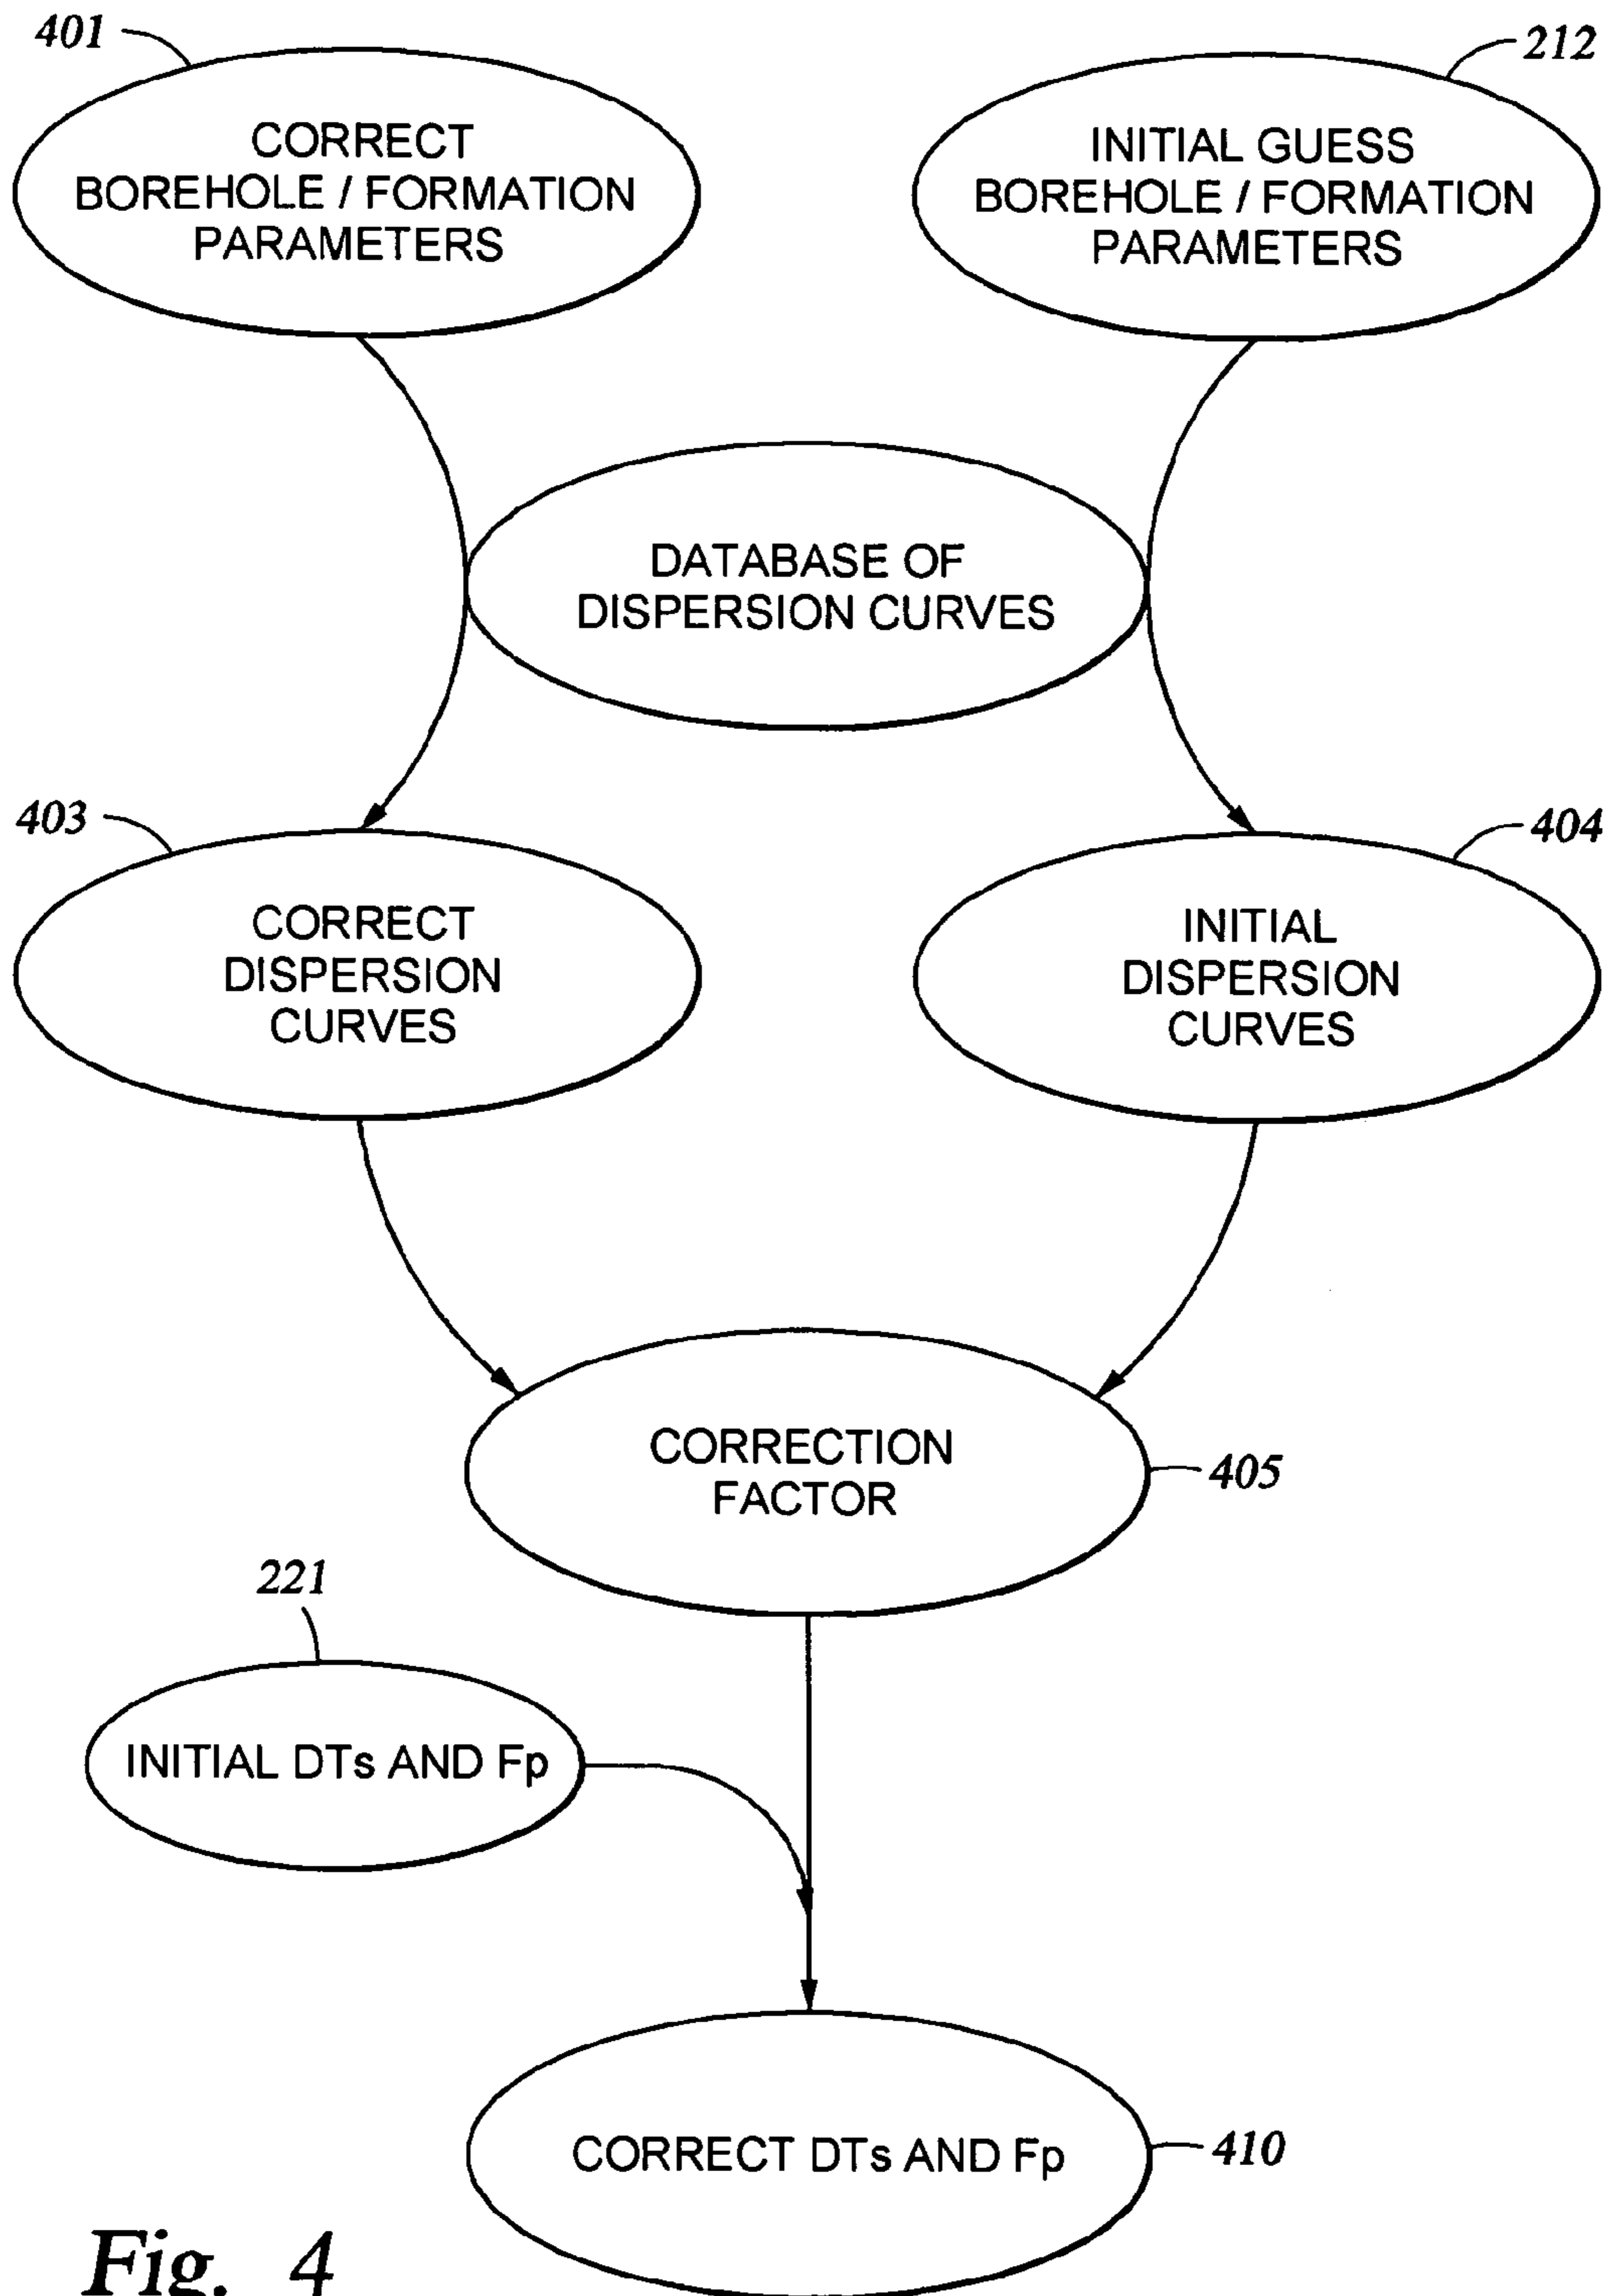 401
212
CORRECT
BOREHOLE / FORMATION
PARAMETERS
INITIAL GUESS
BOREHOLE / FORMATION
PARAMETERS
DATABASE OF
DISPERSION CURVES
403
404
CORRECT
DISPERSION
CURVES
INITIAL
DISPERSION
CURVES
CORRECTION
FACTOR
405
221
INITIAL DTs AND Fp
CORRECT DTs AND Fp
410
Fig. 4